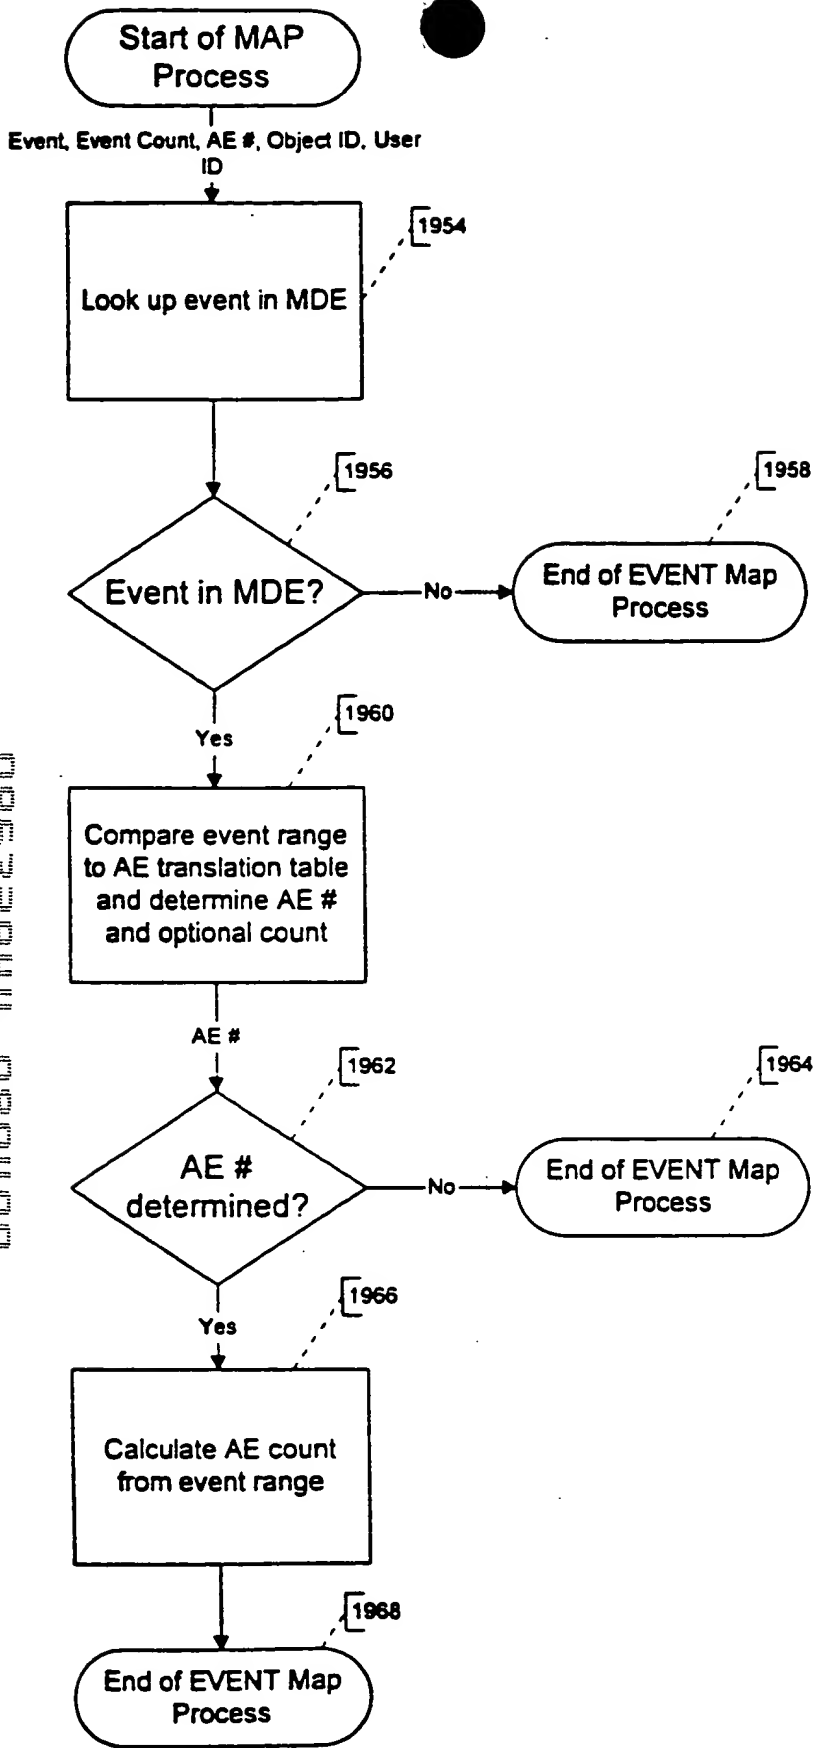 Start of MAP
Process
Event, Event Count, AE #, Object ID, User
ID
1954
Look up event in MDE
1956
1958
Event in MDE?
No
End of EVENT Map
Process
Yes
1960
Compare event range
to AE translation table
and determine AE #
and optional count
AE #
1962
1964
AE #
determined?
No
End of EVENT Map
Process
Yes
1966
Calculate AE count
from event range
1968
End of EVENT Map
Process